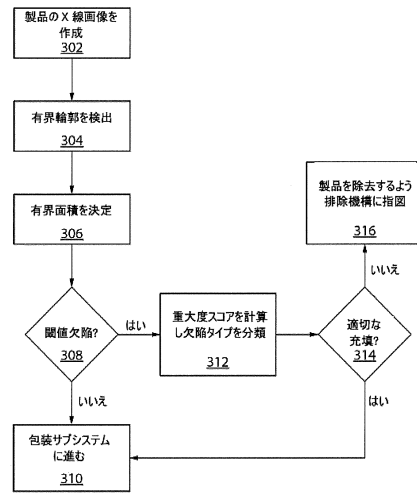 製品のX線画像を
作成
302
有界輪郭を検出
304
有界面積を決定
306
閾値欠陥?
308
はい
いいえ
重大度スコアを計算
し欠陥タイプを分類
312
適切な
充填?
314
いいえ
はい
製品を除去するよう
排除機構に指図
316
包装サブシステム
に進む
310